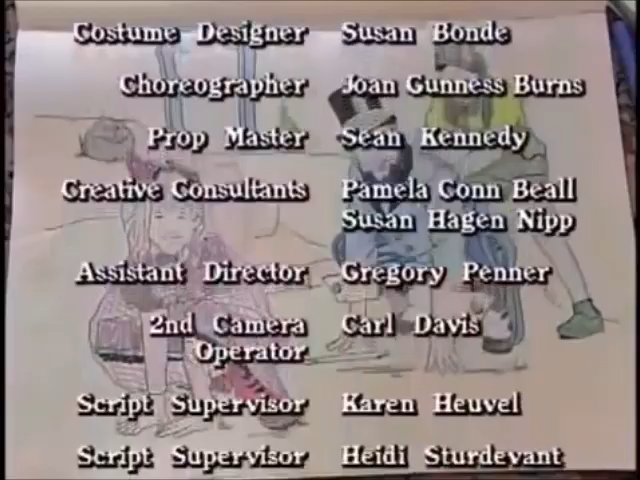 Costume Designer Susan Bonde
Choreographer Joan Gunness Burns
Prop Master Sean Kennedy
Creative Consultants Pamela Conn Beall
Susan Hagen Nipp
Assistant Director Gregory Penner
2nd Camera Carl Davis
Operator
Script Supervisor Karen Heuvel
Script Supervisor Heidi Sturdevant